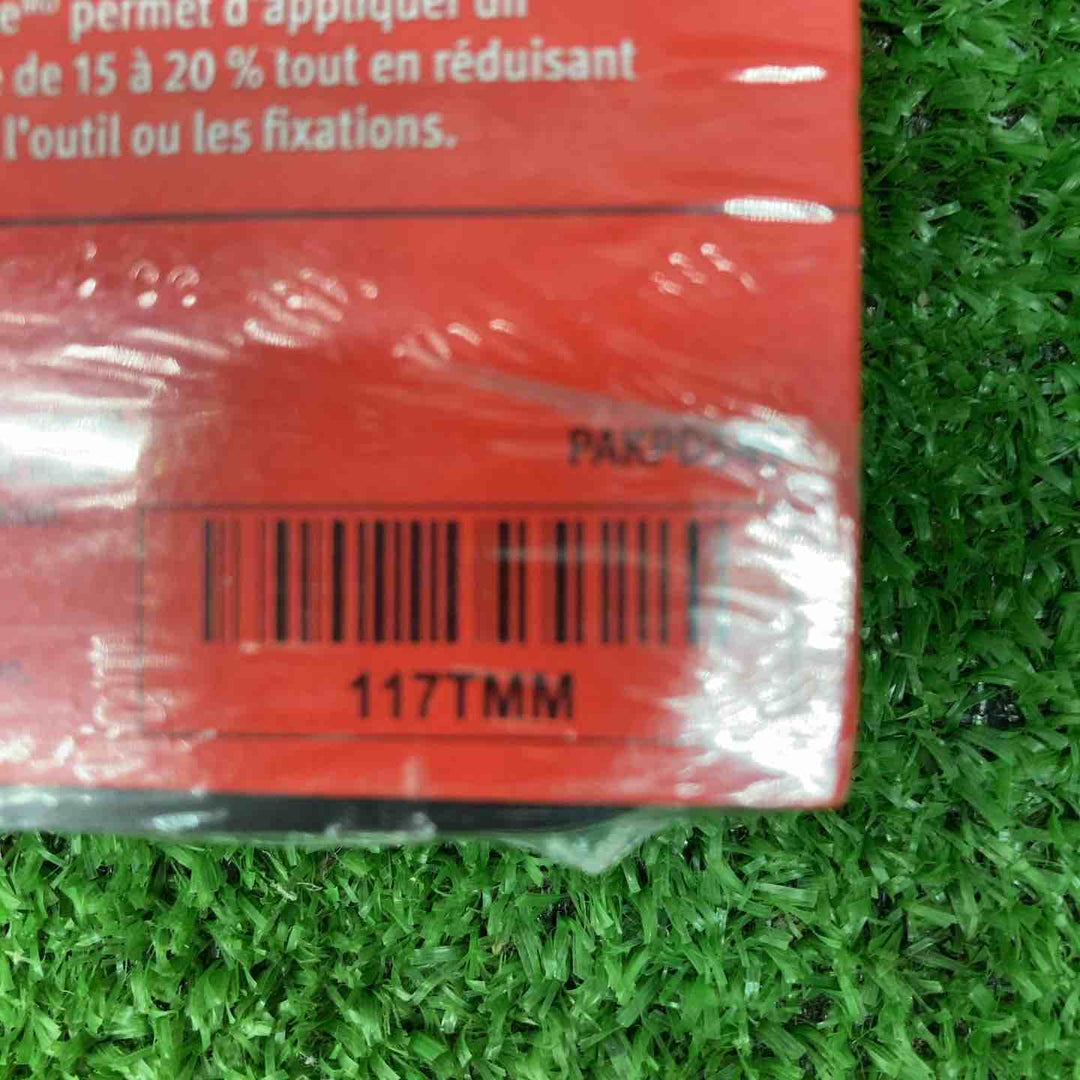 permet d'appliquer un
de 15 à 20 % tout en réduisant
l'outil ou les fixations.
117TMM